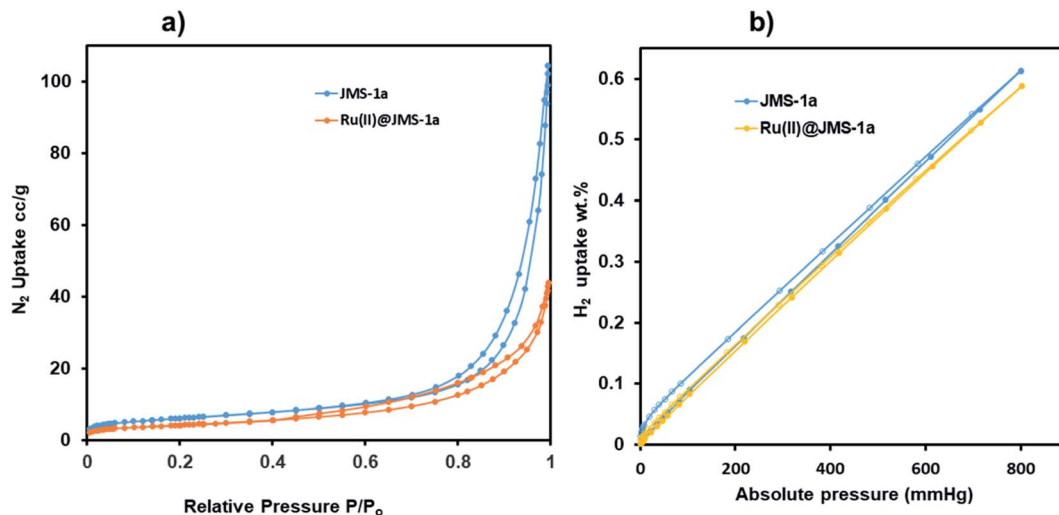 a)
N₂ Uptake cc/g
100
80
60
40
20
0
JMS-1a
Ru(II)@JMS-1a
0 0.2 0.4 0.6 0.8 1
Relative Pressure P/Pₒ
b)
H₂ uptake wt.%
0.6
0.5
0.4
0.3
0.2
0.1
0
JMS-1a
Ru(II)@JMS-1a
0 200 400 600 800
Absolute pressure (mmHg)